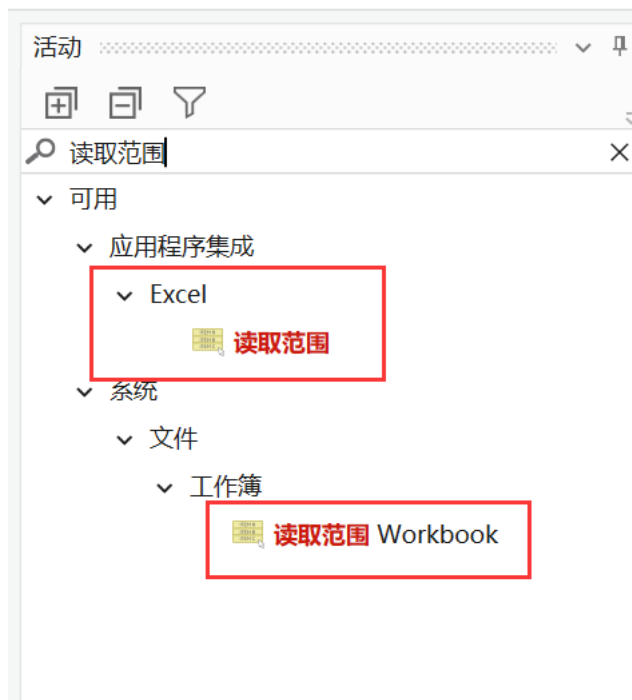 活动
读取范围
可用
应用程序集成
Excel
读取范围
系统
文件
工作簿
读取范围 Workbook